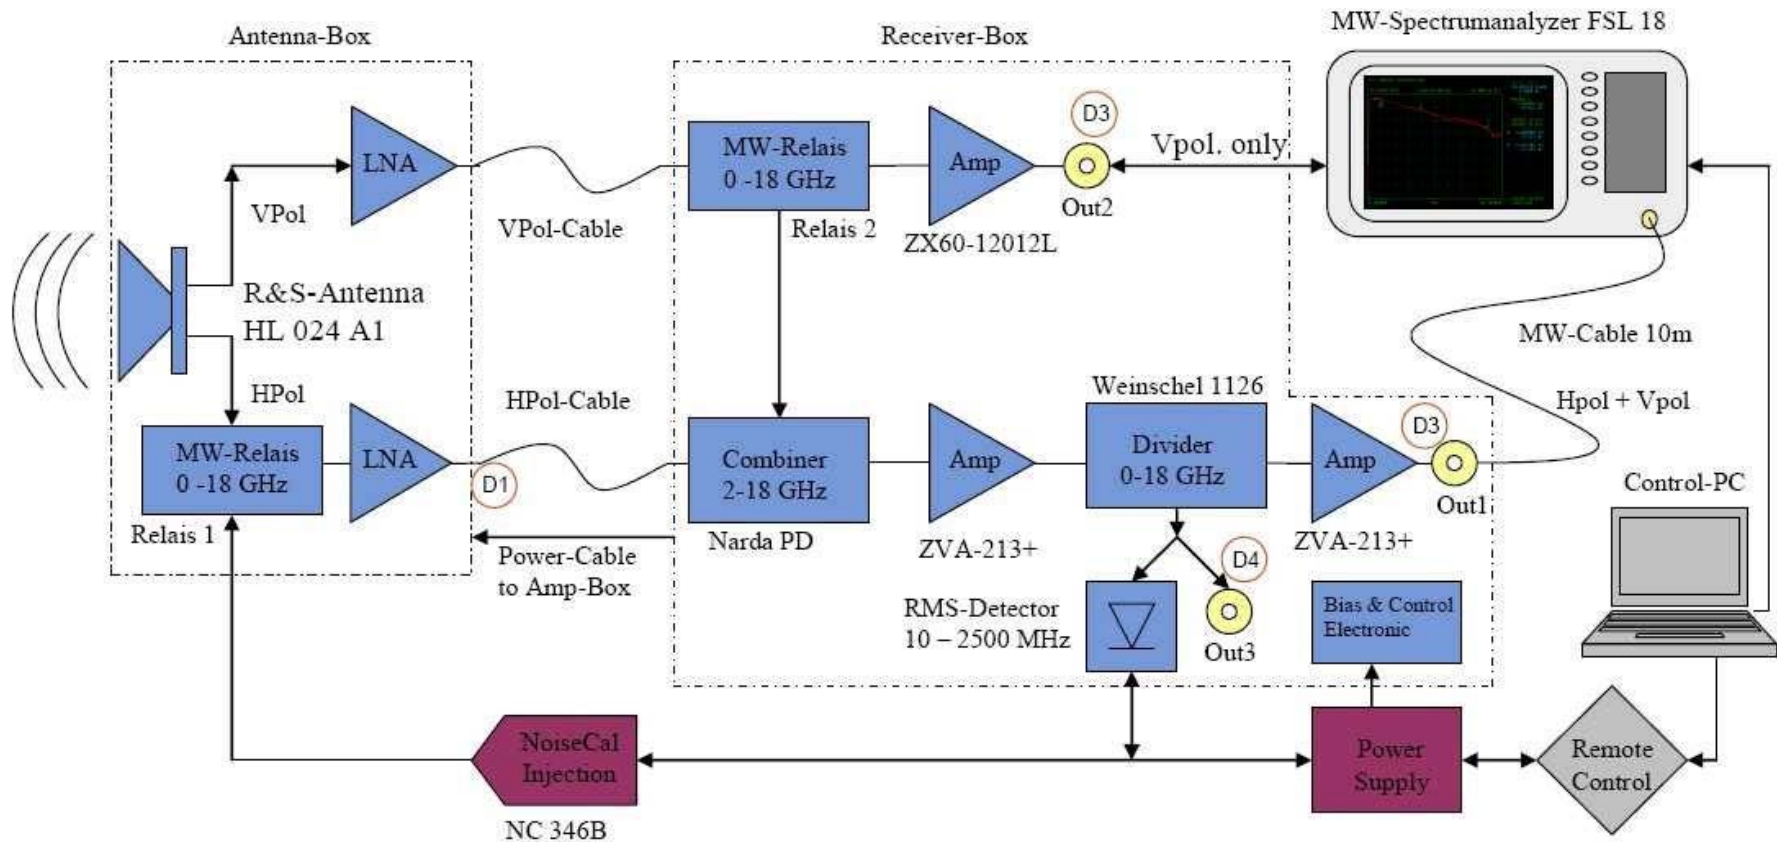 MW-Spectrumanalyzer FSL 18
Antenna-Box
Receiver-Box
D3
LNA
MW-Relais
0 -18 GHz
Amp
Vpol. only
VPol
VPol-Cable
Relais 2
Out2
ZX60-12012L
R&S-Antenna
HL 024 A1
MW-Cable 10m
HPol
HPol-Cable
Weinschel 1126
Hpol + Vpol
MW-Relais
0 -18 GHz
LNA
D1
Combiner
2-18 GHz
Amp
Divider
0-18 GHz
Amp
D3
Out1
Control-PC
Relais 1
Narda PD
ZVA-213+
ZVA-213+
Power-Cable
to Amp-Box
D4
RMS-Detector
10 – 2500 MHz
Out3
Bias & Control
Electronic
NoiseCal
Injection
Power
Supply
Remote
Control
NC 346B